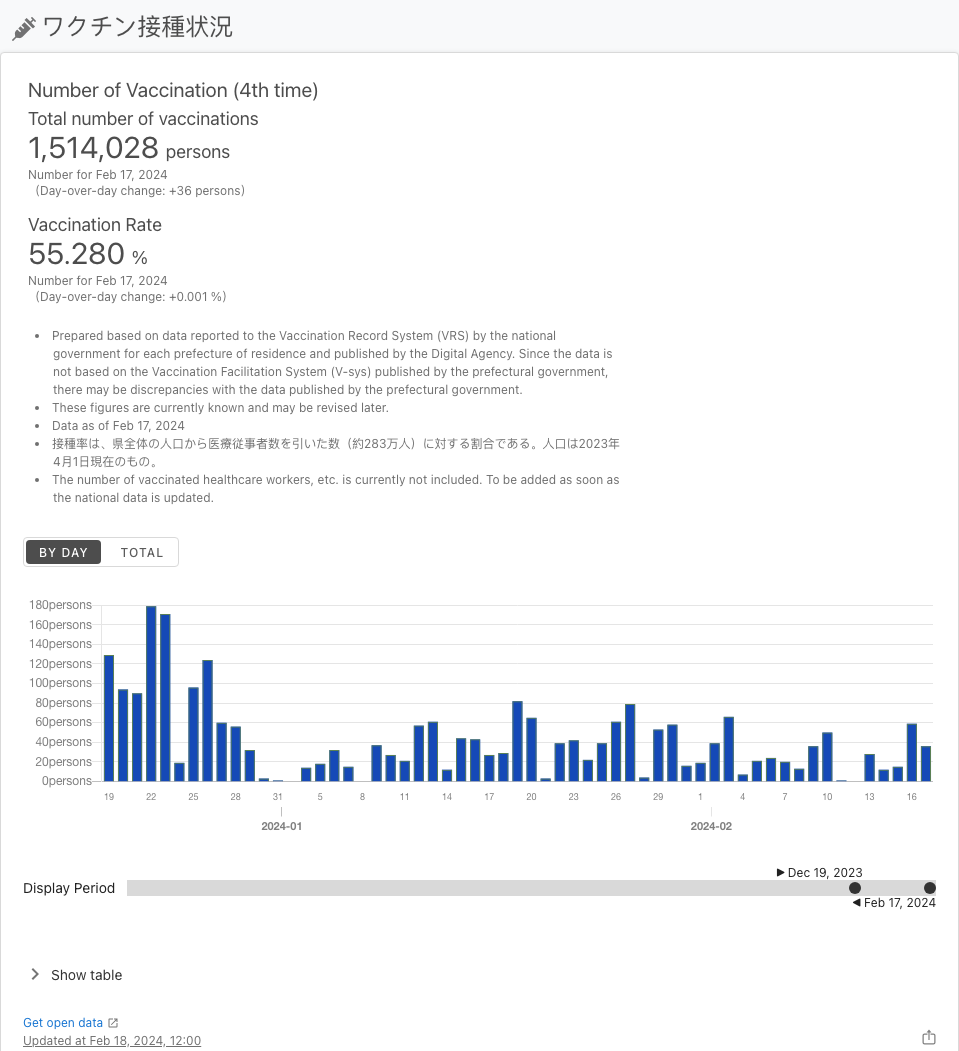 ワクチン接種状況
Number of Vaccination (4th time)
Total number of vaccinations
1,514,028 persons
Number for Feb 17, 2024
(Day-over-day change: +36 persons)
Vaccination Rate
55.280 %
Number for Feb 17, 2024
(Day-over-day change: +0.001 %)
• Prepared based on data reported to the Vaccination Record System (VRS) by the national
government for each prefecture of residence and published by the Digital Agency. Since the data is
not based on the Vaccination Facilitation System (V-sys) published by the prefectural government,
there may be discrepancies with the data published by the prefectural government.
• These figures are currently known and may be revised later.
• Data as of Feb 17, 2024
• 接種率は、県全体の人口から医療従事者数を引いた数（約283万人）に対する割合である。人口は2023年
4月1日現在のもの。
• The number of vaccinated healthcare workers, etc. is currently not included. To be added as soon as
the national data is updated.
BY DAY TOTAL
180persons
160persons
140persons
120persons
100persons
80persons
60persons
40persons
20persons
0persons
19 22 25 28 31 5 8 11 14 17 20 23 26 29 1 4 7 10 13 16
2024-01 2024-02
▶ Dec 19, 2023
Display Period
◀ Feb 17, 2024
Show table
Get open data
Updated at Feb 18, 2024, 12:00